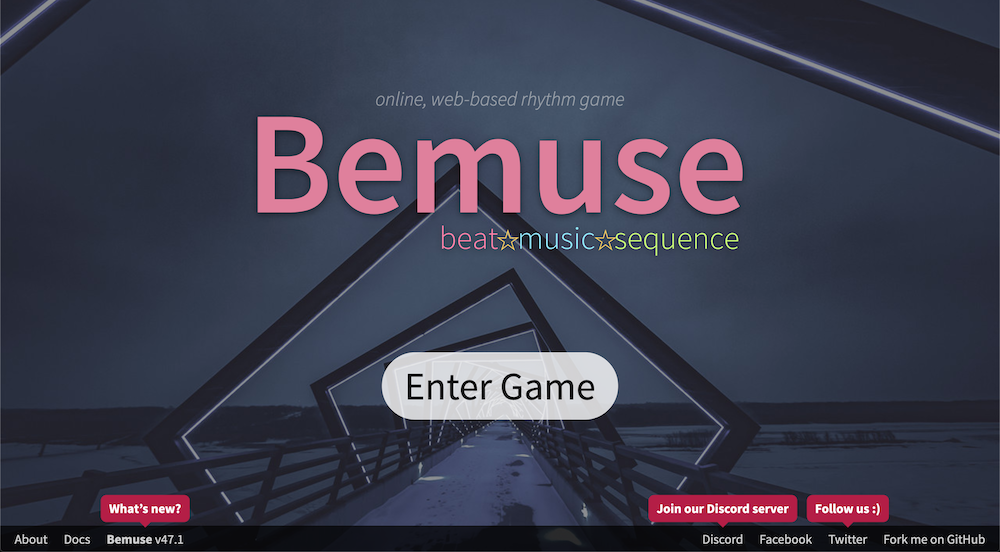 online, web-based rhythm game
Bemuse
beat☆music☆sequence
Enter Game
What's new?
Join our Discord server
Follow us :)
About
Docs
Bemuse v47.1
Discord
Facebook
Twitter
Fork me on GitHub